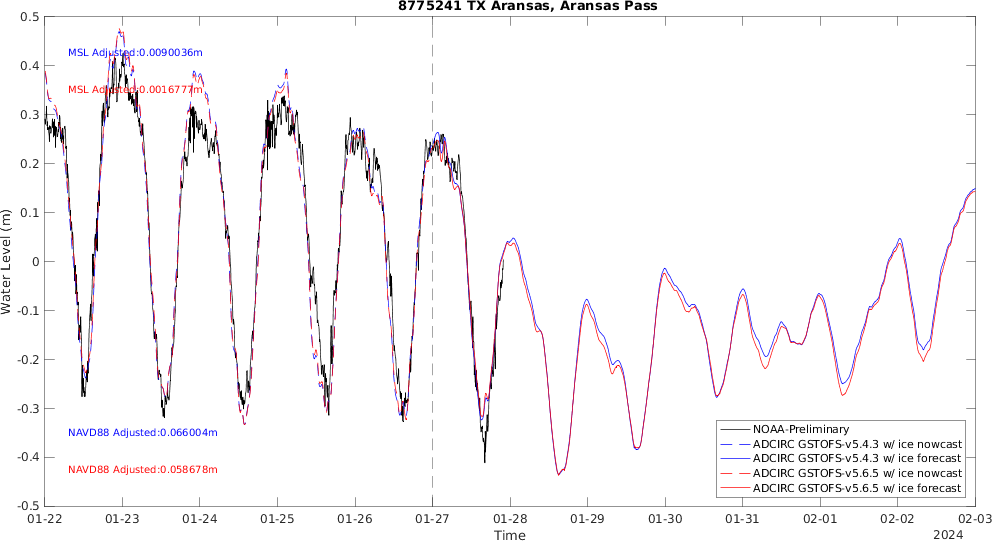 8775241 TX Aransas, Aransas Pass
0.5
0.4
0.3
0.2
0.1
0
-0.1
-0.2
-0.3
-0.4
-0.5
Water Level (m)
MSL Adjusted:0.0090036m
MSL Adjusted:0.0016777m
NAVD88 Adjusted:0.066004m
NAVD88 Adjusted:0.058678m
NOAA-Preliminary
ADCIRC GSTOFS-v5.4.3 w/ ice nowcast
ADCIRC GSTOFS-v5.4.3 w/ ice forecast
ADCIRC GSTOFS-v5.6.5 w/ ice nowcast
ADCIRC GSTOFS-v5.6.5 w/ ice forecast
01-22 01-23 01-24 01-25 01-26 01-27 01-28 01-29 01-30 01-31 02-01 02-02 02-03
Time
2024